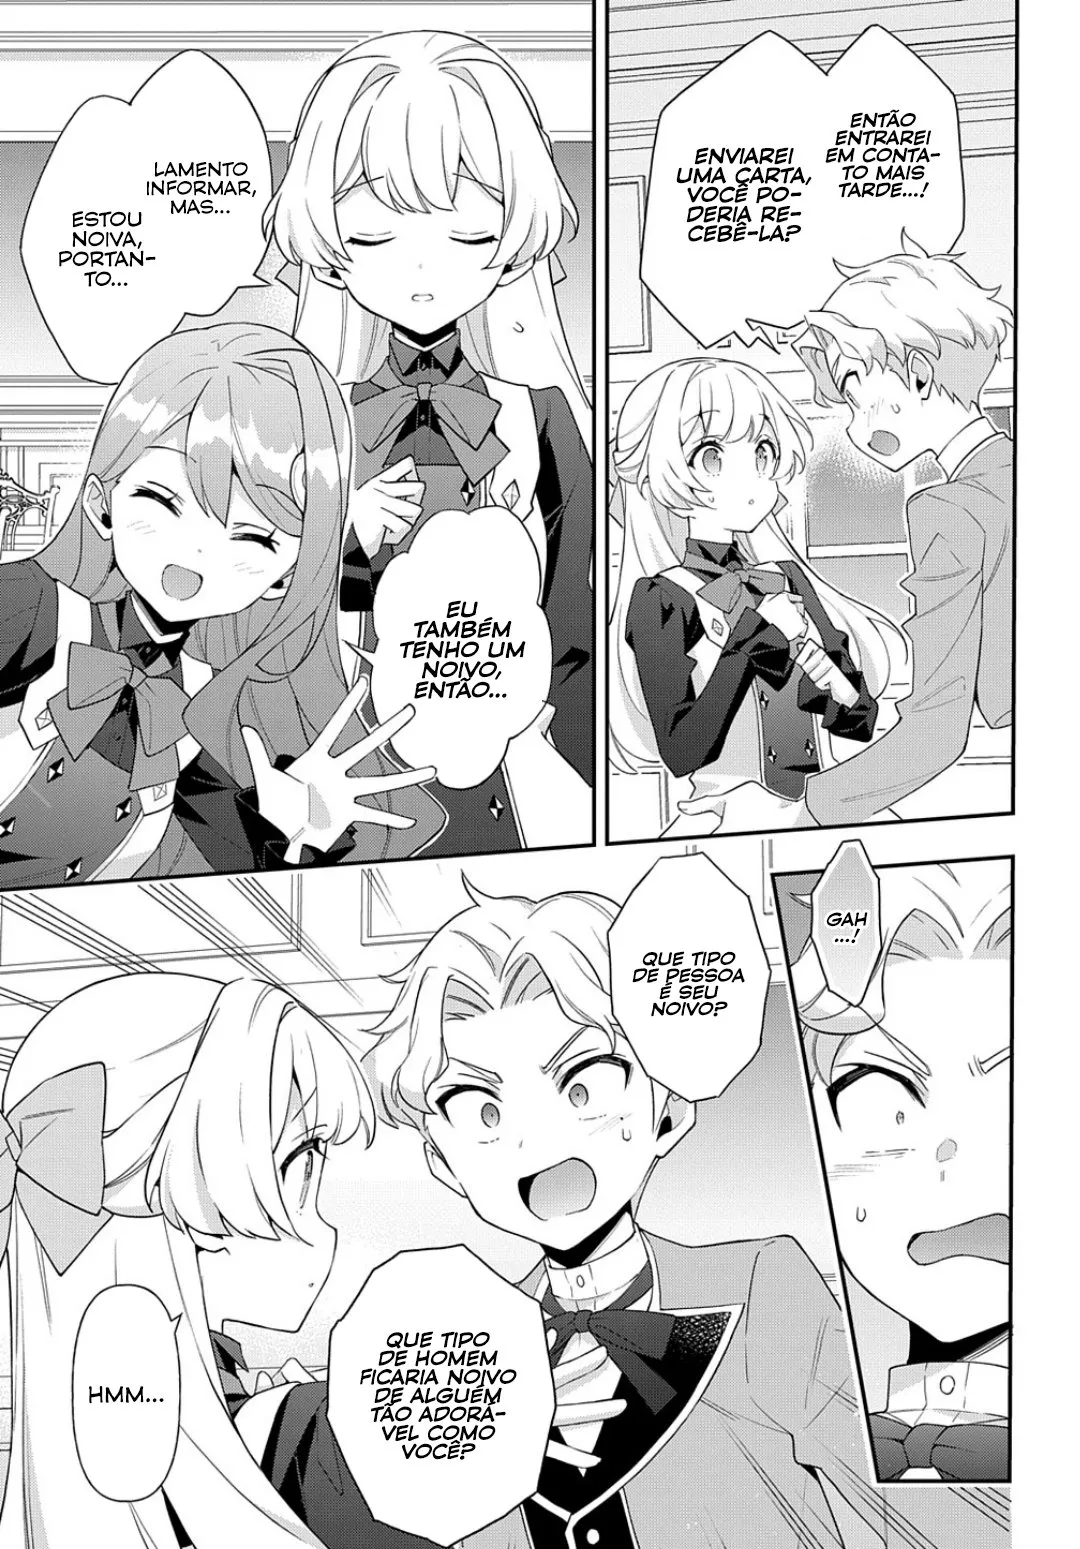 ENTÃO
ENTRAREI
EM CONTA-
TO MAIS
TARDE...!
ENVIAREI
UMA CARTA,
VOCÊ PO-
DERIA RE-
CEBÊ-LA?
LAMENTO
INFORMAR,
MAS...
ESTOU
NOIVA,
PORTAN-
TO...
EU
TAMBÉM
TENHO UM
NOIVO,
ENTÃO...
GAH
...!
QUE TIPO
DE PESSOA
É SEU
NOIVO?
QUE TIPO
DE HOMEM
FICARIA NOIVO
DE ALGUÉM
TÃO ADORÁ-
VEL COMO
VOCÊ?
HMM...